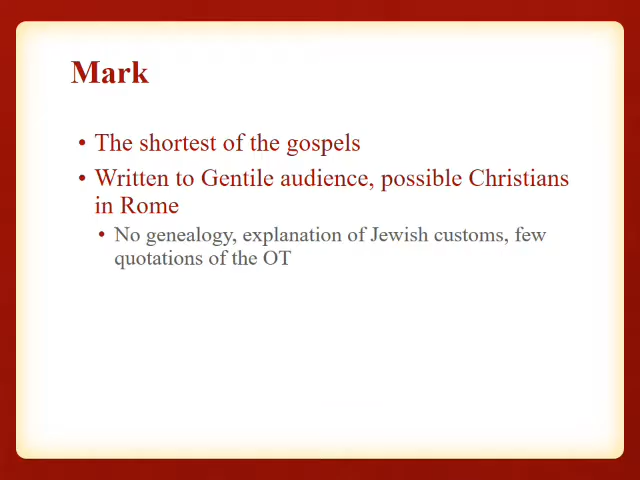 Mark
• The shortest of the gospels
• Written to Gentile audience, possible Christians
in Rome
• No genealogy, explanation of Jewish customs, few
quotations of the OT